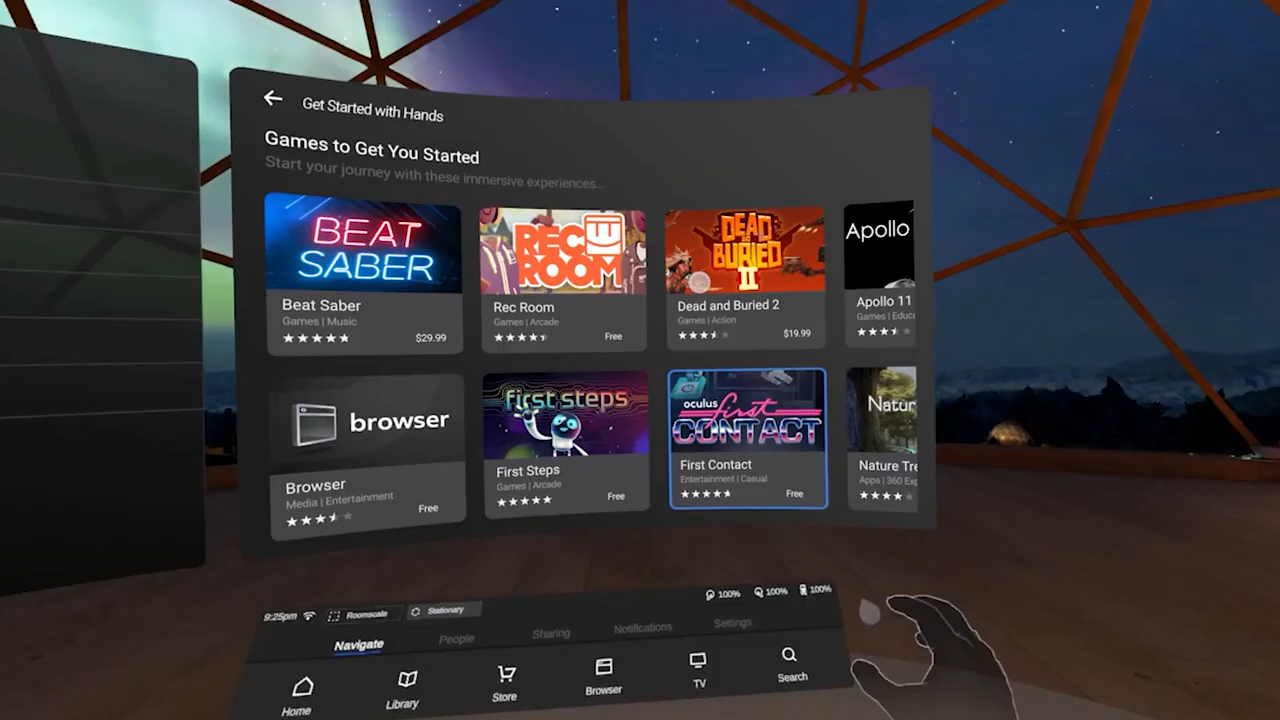 Get Started with Hands
Games to Get You Started
Start your journey with these immersive experiences...
BEAT
SABER
Beat Saber
Games | Music
$29.99
REC
ROOM
Rec Room
Games | Arcade
Free
DEAD
BURIED
II
Dead and Buried 2
Games | Action
$19.99
Apollo
Apollo 11
Games | Educa
browser
Browser
Media | Entertainment
Free
first steps
First Steps
Games | Arcade
Free
oculus
first
CONTACT
First Contact
Entertainment | Casual
Free
Natur
Nature Tre
Apps | 360 Exp
9:25pm
Roomscale
Stationary
100%
100%
100%
Navigate
People
Sharing
Notifications
Settings
Home
Library
Store
Browser
TV
Search